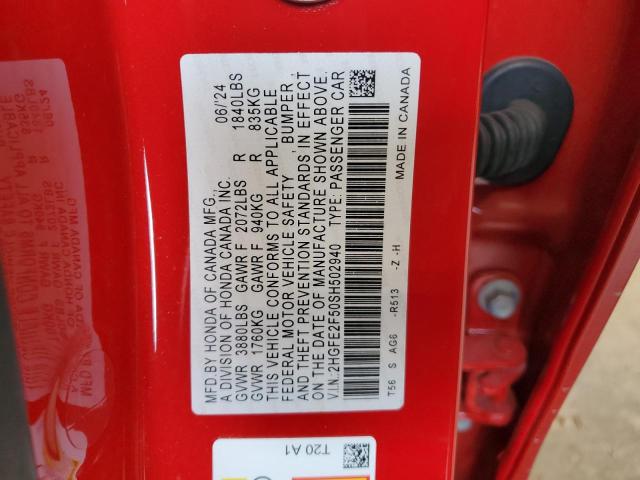 MFD.BY HONDA OF CANADA MFG.,
A DIVISION OF HONDA CANADA INC. 06/'24
GVWR 3880LBS GAWR F 2072LBS R 1840LBS
GVWR 1760KG GAWR F 940KG R 835KG
THIS VEHICLE CONFORMS TO ALL APPLICABLE
FEDERAL MOTOR VEHICLE SAFETY , BUMPER ,
AND THEFT PREVENTION STANDARDS IN EFFECT
ON THE DATE OF MANUFACTURE SHOWN ABOVE.
V.I.N.:2HGFE2F50SH502940 TYPE: PASSENGER CAR
T56 S AG6 -R513 -Z -H MADE IN CANADA
T20 A1